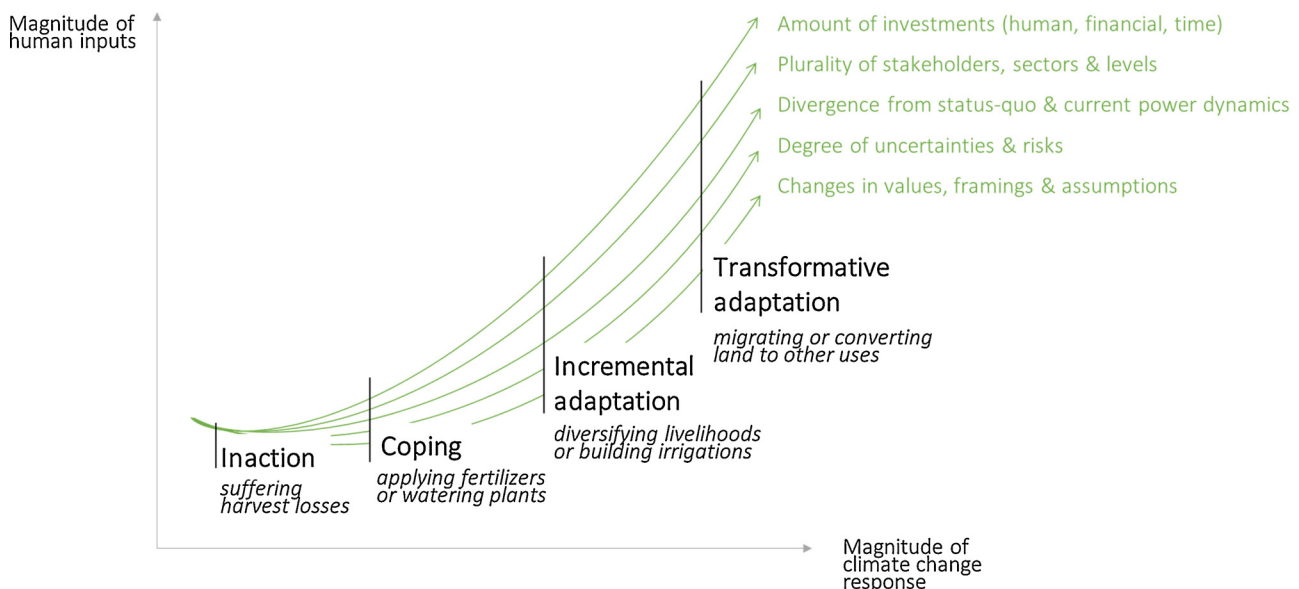 Magnitude of
human inputs
Amount of investments (human, financial, time)
Plurality of stakeholders, sectors & levels
Divergence from status-quo & current power dynamics
Degree of uncertainties & risks
Changes in values, framings & assumptions
Transformative
adaptation
migrating or converting
land to other uses
Incremental
adaptation
diversifying livelihoods
or building irrigations
Coping
applying fertilizers
or watering plants
Inaction
suffering
harvest losses
Magnitude of
climate change
response